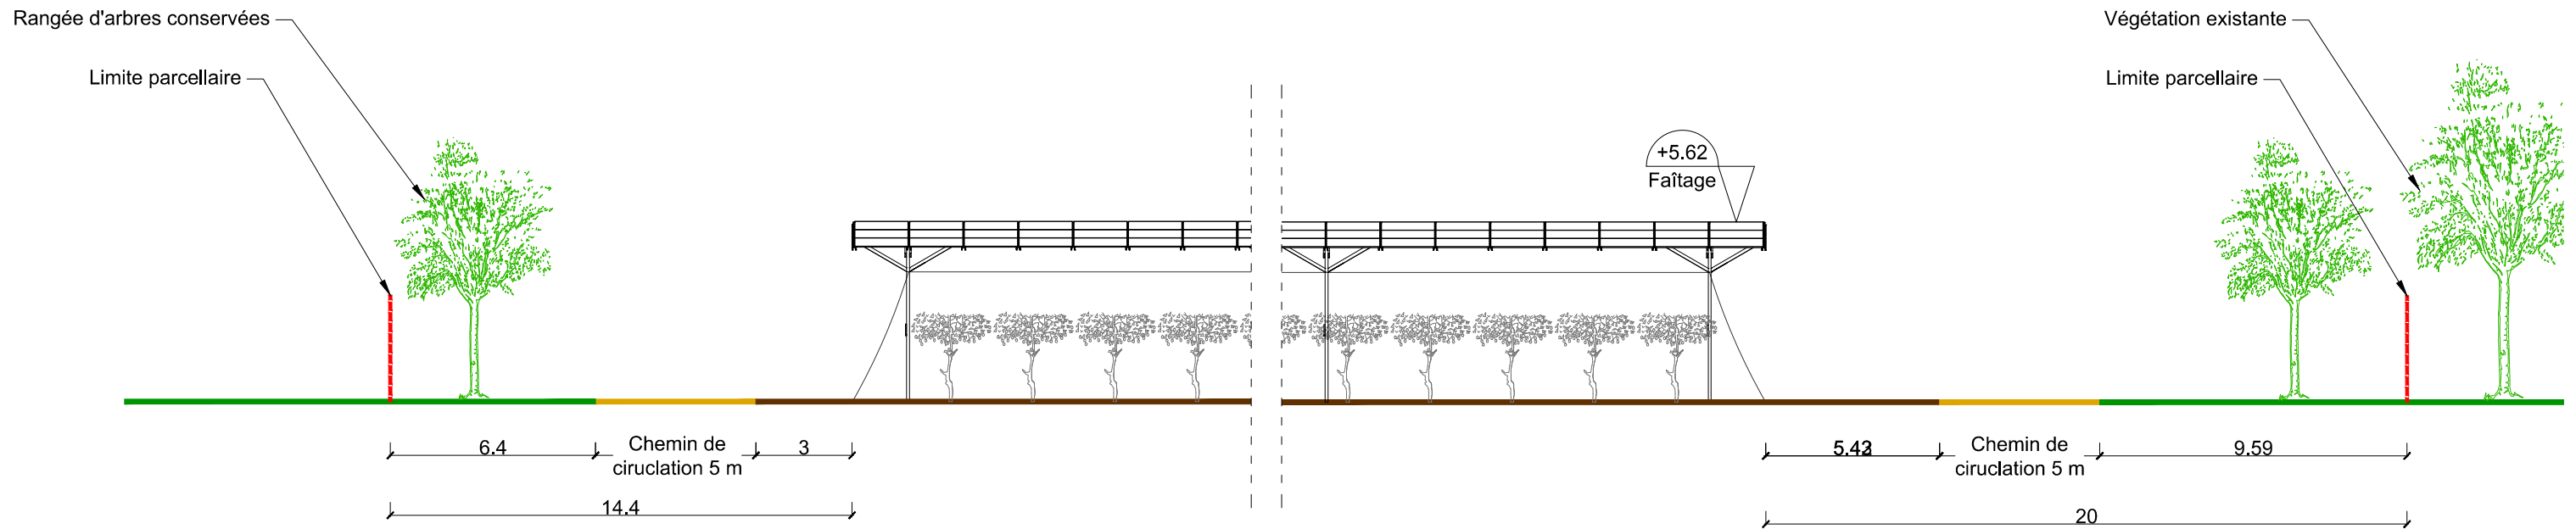 Rangée d'arbres conservées
Végétation existante
Limite parcellaire
Limite parcellaire
+5.62
Faîtage
6.4
Chemin de
ciruclation 5 m
3
Chemin de
ciruclation 5 m
9.59
14.4
20